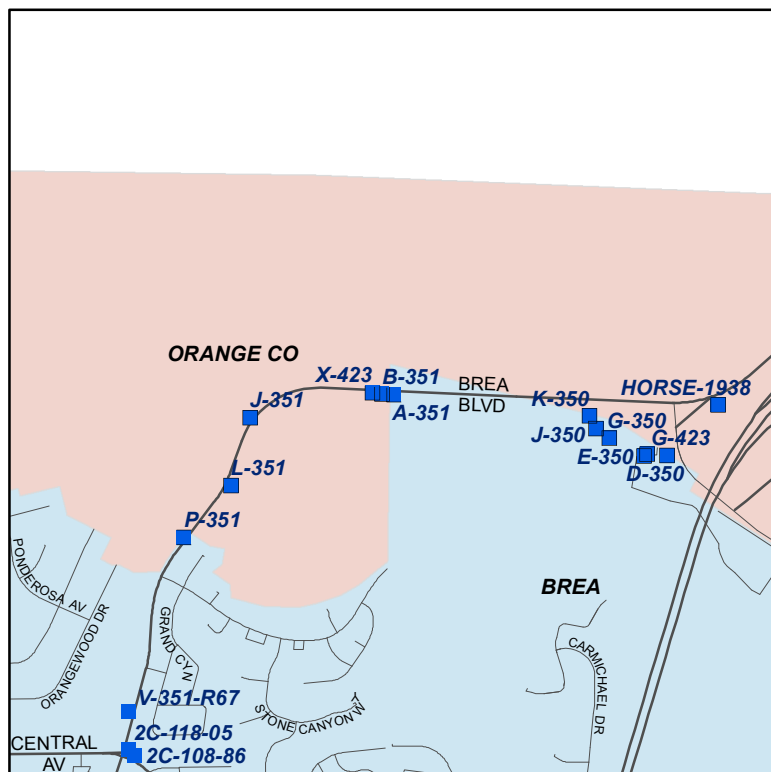 ORANGE CO
X-423
B-351
BREA
HORSE-1938
J-351
A-351
BLVD
K-350
G-350
J-350
G-423
E-350
L-351
D-350
P-351
PONDEROSA AV
BREA
ORANGEWOOD DR
GRAND CYN
CARMICHAEL DR
V-351-R67
STONE CANYON WY
2C-118-05
CENTRAL
2C-108-86
AV